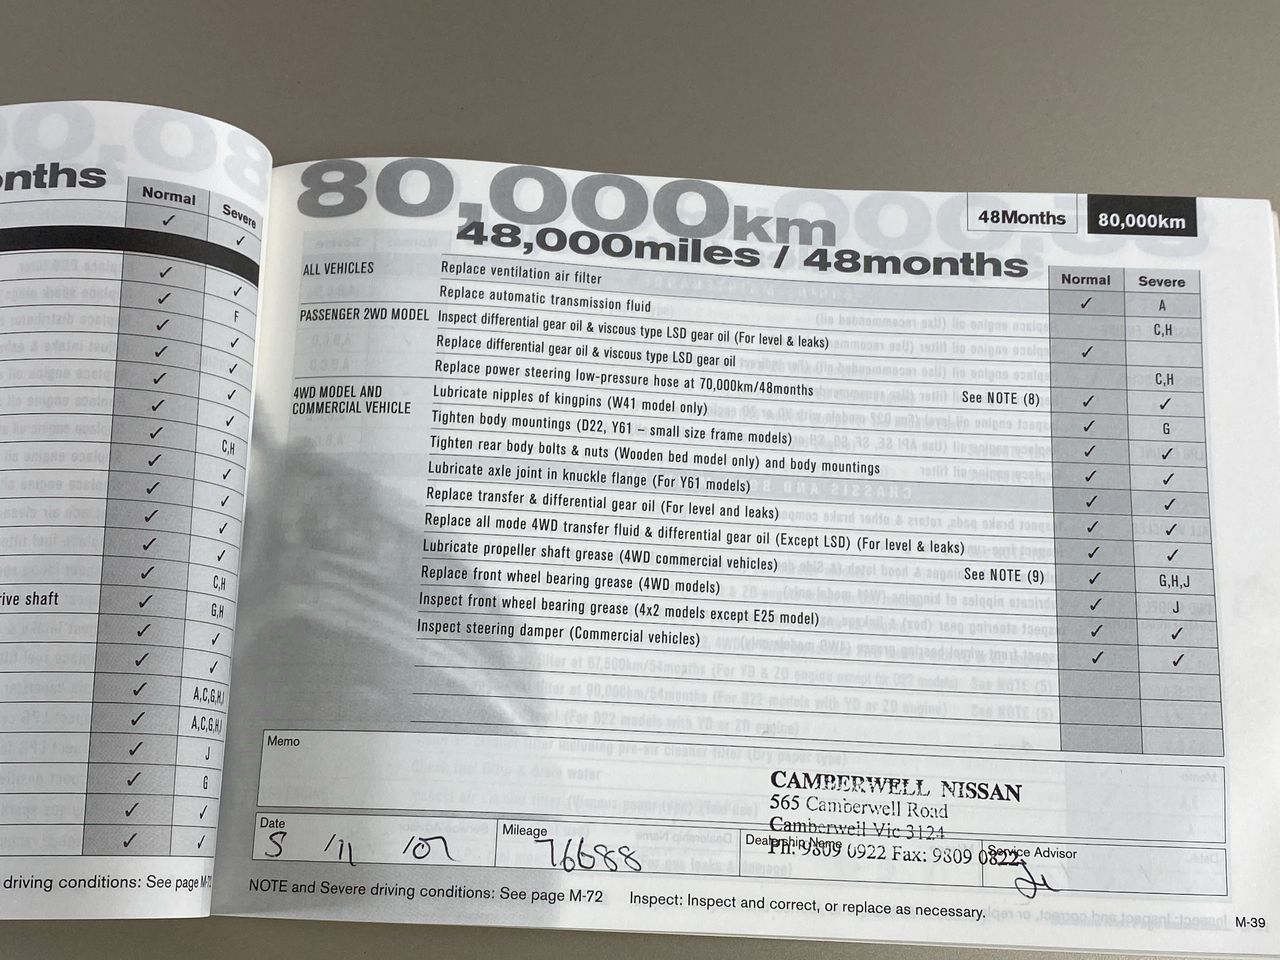 onths
Normal Severe
✓ ✓
✓ ✓
✓ F
✓ ✓
✓ ✓
✓ ✓
✓ ✓
✓ C,H
✓ ✓
✓ ✓
✓ ✓
✓ ✓
✓ C,H
rive shaft ✓ G,H
✓ ✓
✓ ✓
✓ A,C,G,H,J
✓ A,C,G,H,J
✓ J
✓ G
✓ ✓
✓ ✓
driving conditions: See page M-72
80,000km
48,000miles / 48months
48Months 80,000km
Normal Severe
ALL VEHICLES Replace ventilation air filter ✓ A
Replace automatic transmission fluid C,H
PASSENGER 2WD MODEL Inspect differential gear oil & viscous type LSD gear oil (For level & leaks) ✓
Replace differential gear oil & viscous type LSD gear oil C,H
Replace power steering low-pressure hose at 70,000km/48months See NOTE (8) ✓ ✓
4WD MODEL AND COMMERCIAL VEHICLE Lubricate nipples of kingpins (W41 model only) ✓ G
Tighten body mountings (D22, Y61 – small size frame models) ✓ ✓
Tighten rear body bolts & nuts (Wooden bed model only) and body mountings ✓ ✓
Lubricate axle joint in knuckle flange (For Y61 models) ✓ ✓
Replace transfer & differential gear oil (For level and leaks) ✓ ✓
Replace all mode 4WD transfer fluid & differential gear oil (Except LSD) (For level & leaks) ✓ ✓
Lubricate propeller shaft grease (4WD commercial vehicles) See NOTE (9) ✓ G,H,J
Replace front wheel bearing grease (4WD models) ✓ J
Inspect front wheel bearing grease (4x2 models except E25 model) ✓ ✓
Inspect steering damper (Commercial vehicles) ✓ ✓
Memo
CAMBERWELL NISSAN
565 Camberwell Road
Camberwell Vic 3124
Ph: 9809 0922 Fax: 9809 0822
Date 5 /11 /07 Mileage 76688 Dealership Name Service Advisor
NOTE and Severe driving conditions: See page M-72 Inspect: Inspect and correct, or replace as necessary.
M-39